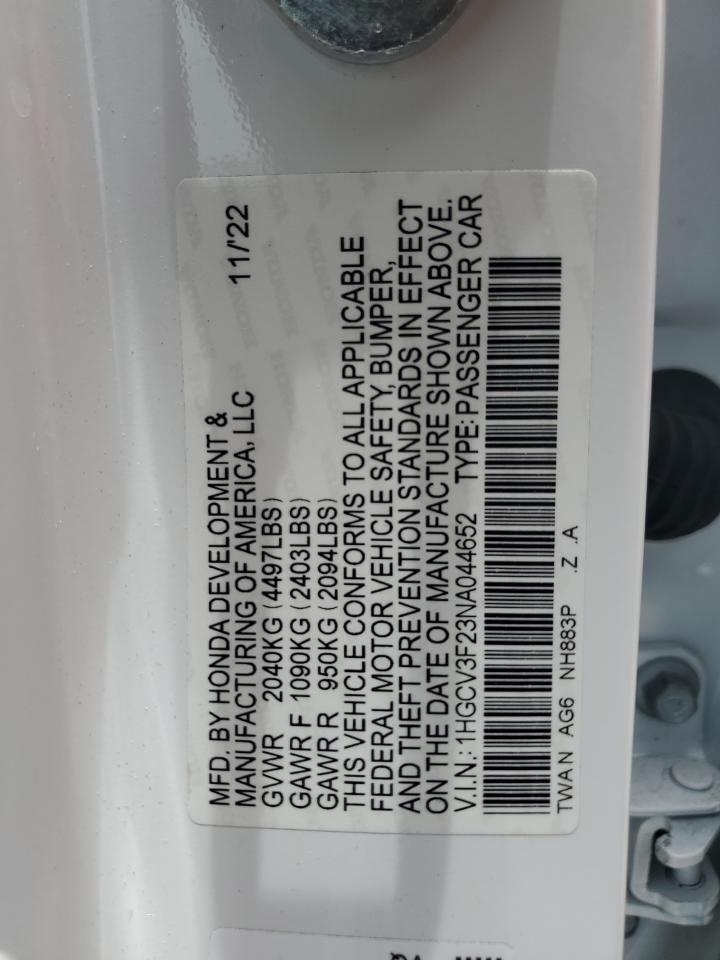 MFD. BY HONDA DEVELOPMENT &
MANUFACTURING OF AMERICA, LLC 11/'22
GVWR 2040KG (4497LBS)
GAWR F 1090KG (2403LBS)
GAWR R 950KG (2094LBS)
THIS VEHICLE CONFORMS TO ALL APPLICABLE
FEDERAL MOTOR VEHICLE SAFETY, BUMPER,
AND THEFT PREVENTION STANDARDS IN EFFECT
ON THE DATE OF MANUFACTURE SHOWN ABOVE.
V.I.N.: 1HGCV3F23NA044652 TYPE: PASSENGER CAR
TWA N AG6 NH883P .Z .A